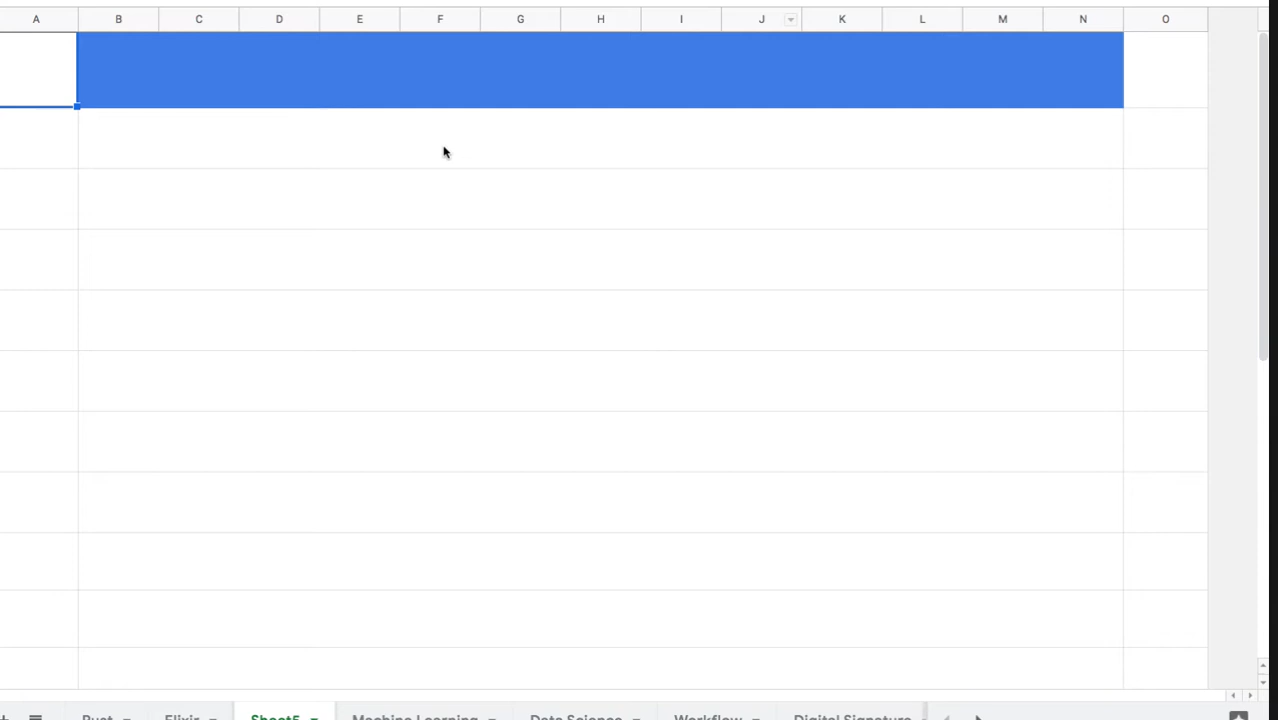 A B C D E F G H I J K L M N O
Rust Elixir Sheet5 Machine Learning Data Science Workflow Digital Signature